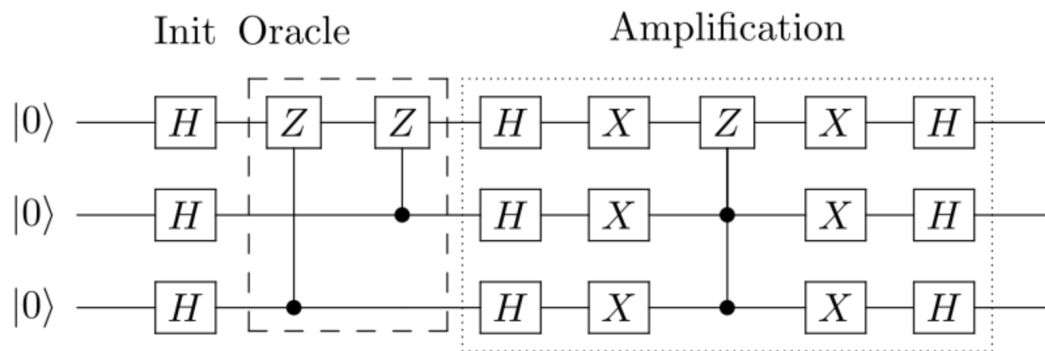 Init Oracle Amplification
|0⟩ H Z Z H X Z X H
|0⟩ H H X X H
|0⟩ H H X X H